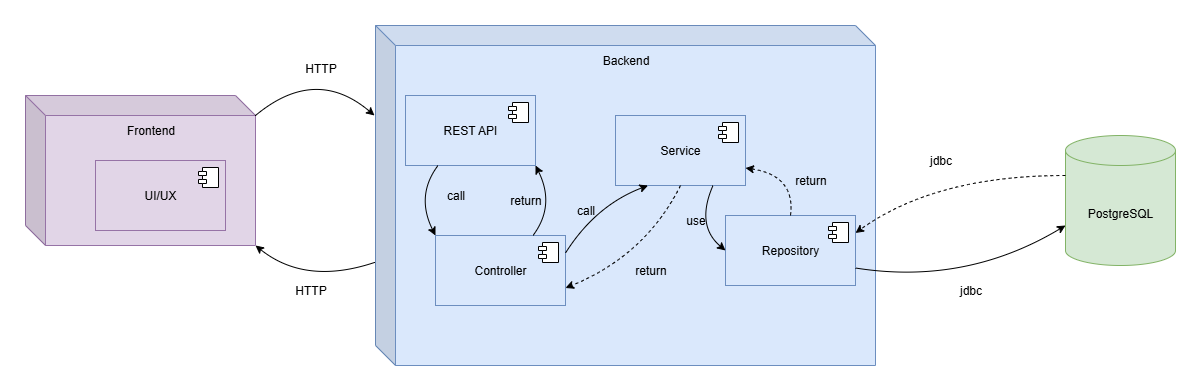 Backend
HTTP
Frontend
UI/UX
HTTP
REST API
call
return
Controller
call
return
Service
use
return
Repository
jdbc
jdbc
PostgreSQL